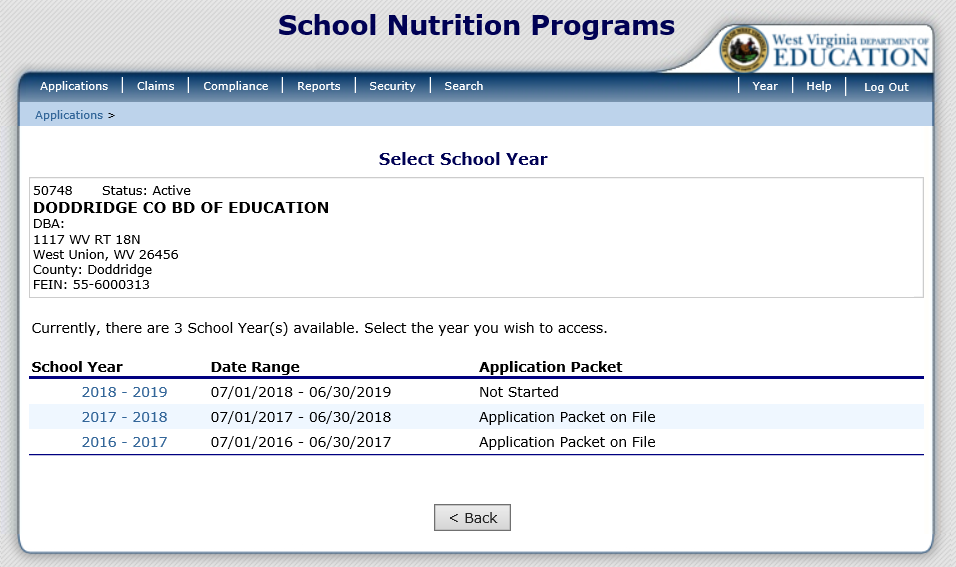 School Nutrition Programs
West Virginia DEPARTMENT OF
EDUCATION
Applications Claims Compliance Reports Security Search Year Help Log Out
Applications >
Select School Year
50748 Status: Active
DODDRIDGE CO BD OF EDUCATION
DBA:
1117 WV RT 18N
West Union, WV 26456
County: Doddridge
FEIN: 55-6000313
Currently, there are 3 School Year(s) available. Select the year you wish to access.
School Year Date Range Application Packet
2018 - 2019 07/01/2018 - 06/30/2019 Not Started
2017 - 2018 07/01/2017 - 06/30/2018 Application Packet on File
2016 - 2017 07/01/2016 - 06/30/2017 Application Packet on File
< Back